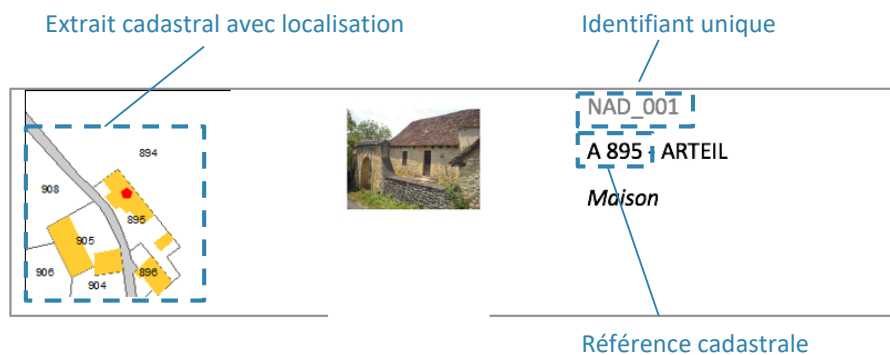 Extrait cadastral avec localisation
Identifiant unique
NAD_001
A 895 - ARTEIL
Maison
894
908
895
905
906
904
896
Référence cadastrale